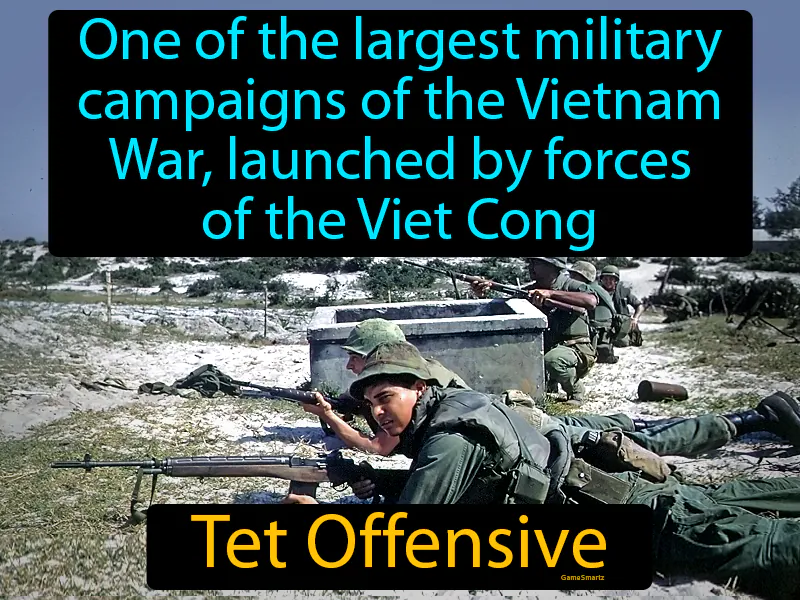 One of the largest military
campaigns of the Vietnam
War, launched by forces
of the Viet Cong
Tet Offensive
GameSmartz